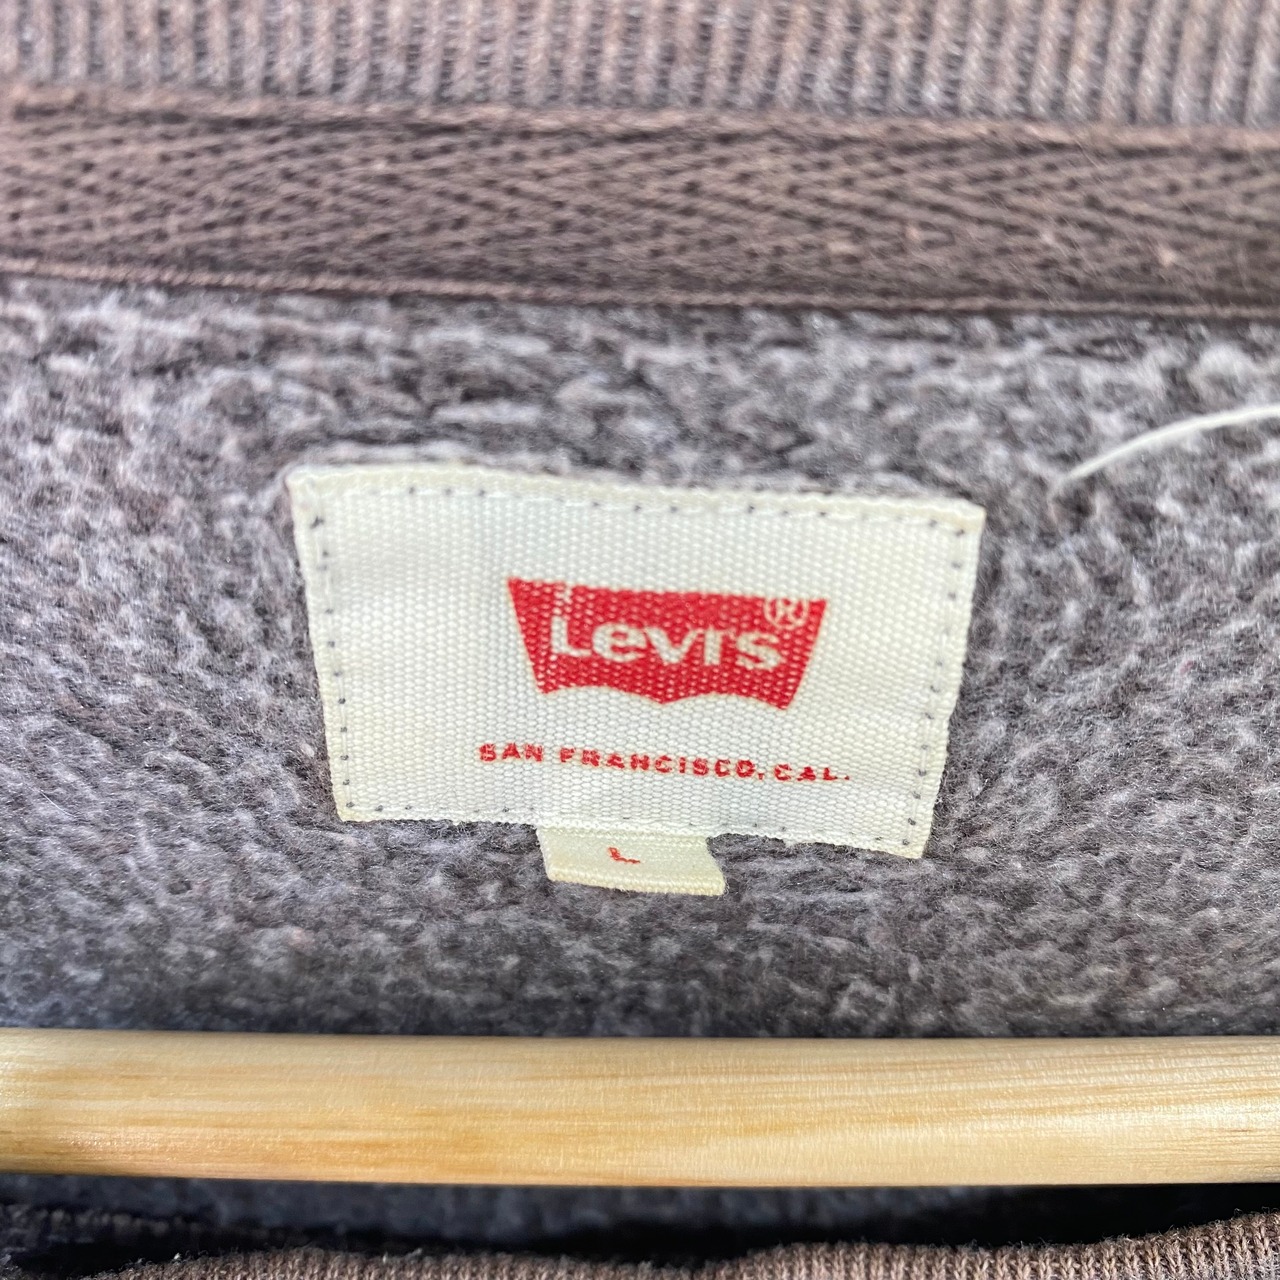 Levi's®
SAN FRANCISCO, CAL.
L